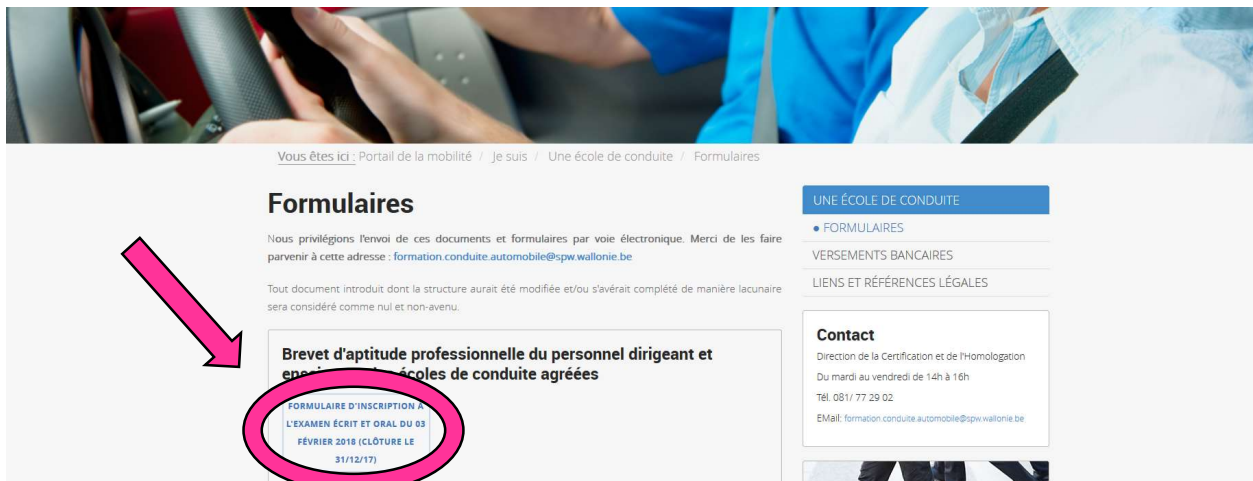 Vous êtes ici : Portail de la mobilité / Je suis / Une école de conduite / Formulaires
Formulaires
Nous privilégions l'envoi de ces documents et formulaires par voie électronique. Merci de les faire
parvenir à cette adresse : formation.conduite.automobile@spw.wallonie.be
Tout document introduit dont la structure aurait été modifiée et/ou s'avérait complété de manière lacunaire
sera considéré comme nul et non-avenu.
Brevet d'aptitude professionnelle du personnel dirigeant et
écoles de conduite agréées
FORMULAIRE D'INSCRIPTION À
L'EXAMEN ÉCRIT ET ORAL DU 03
FÉVRIER 2018 (CLÔTURE LE
31/12/17)
UNE ÉCOLE DE CONDUITE
• FORMULAIRES
VERSEMENTS BANCAIRES
LIENS ET RÉFÉRENCES LÉGALES
Contact
Direction de la Certification et de l'Homologation
Du mardi au vendredi de 14h à 16h
Tél. 081/ 77 29 02
EMail: formation.conduite.automobile@spw.wallonie.be